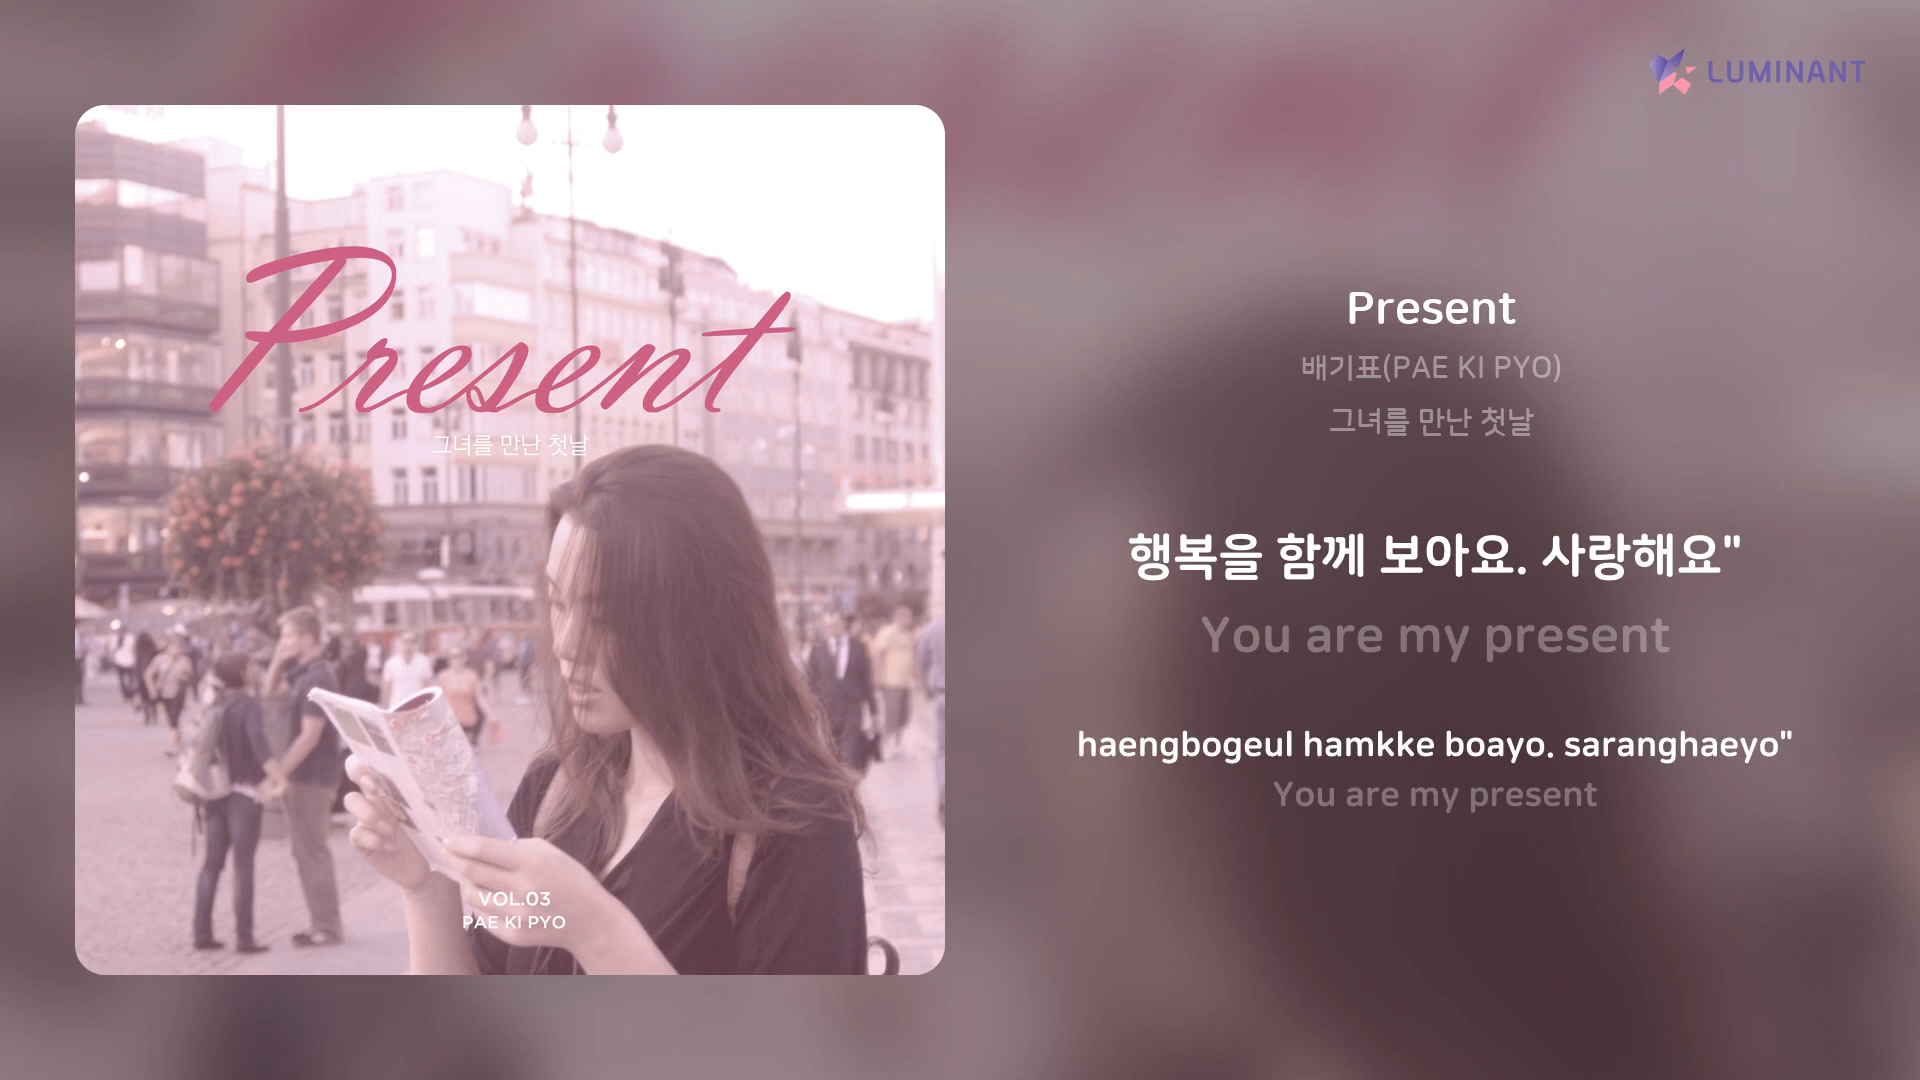 LUMINANT
Present
그녀를 만난 첫날
VOL.03
PAE KI PYO
Present
배기표(PAE KI PYO)
그녀를 만난 첫날
행복을 함께 보아요. 사랑해요"
You are my present
haengbogeul hamkke boayo. saranghaeyo"
You are my present